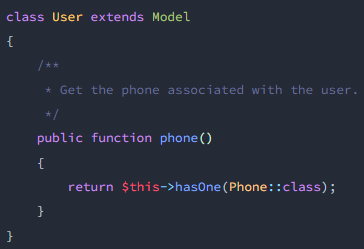 class User extends Model
{
    /**
     * Get the phone associated with the user.
     */
    public function phone()
    {
        return $this->hasOne(Phone::class);
    }
}